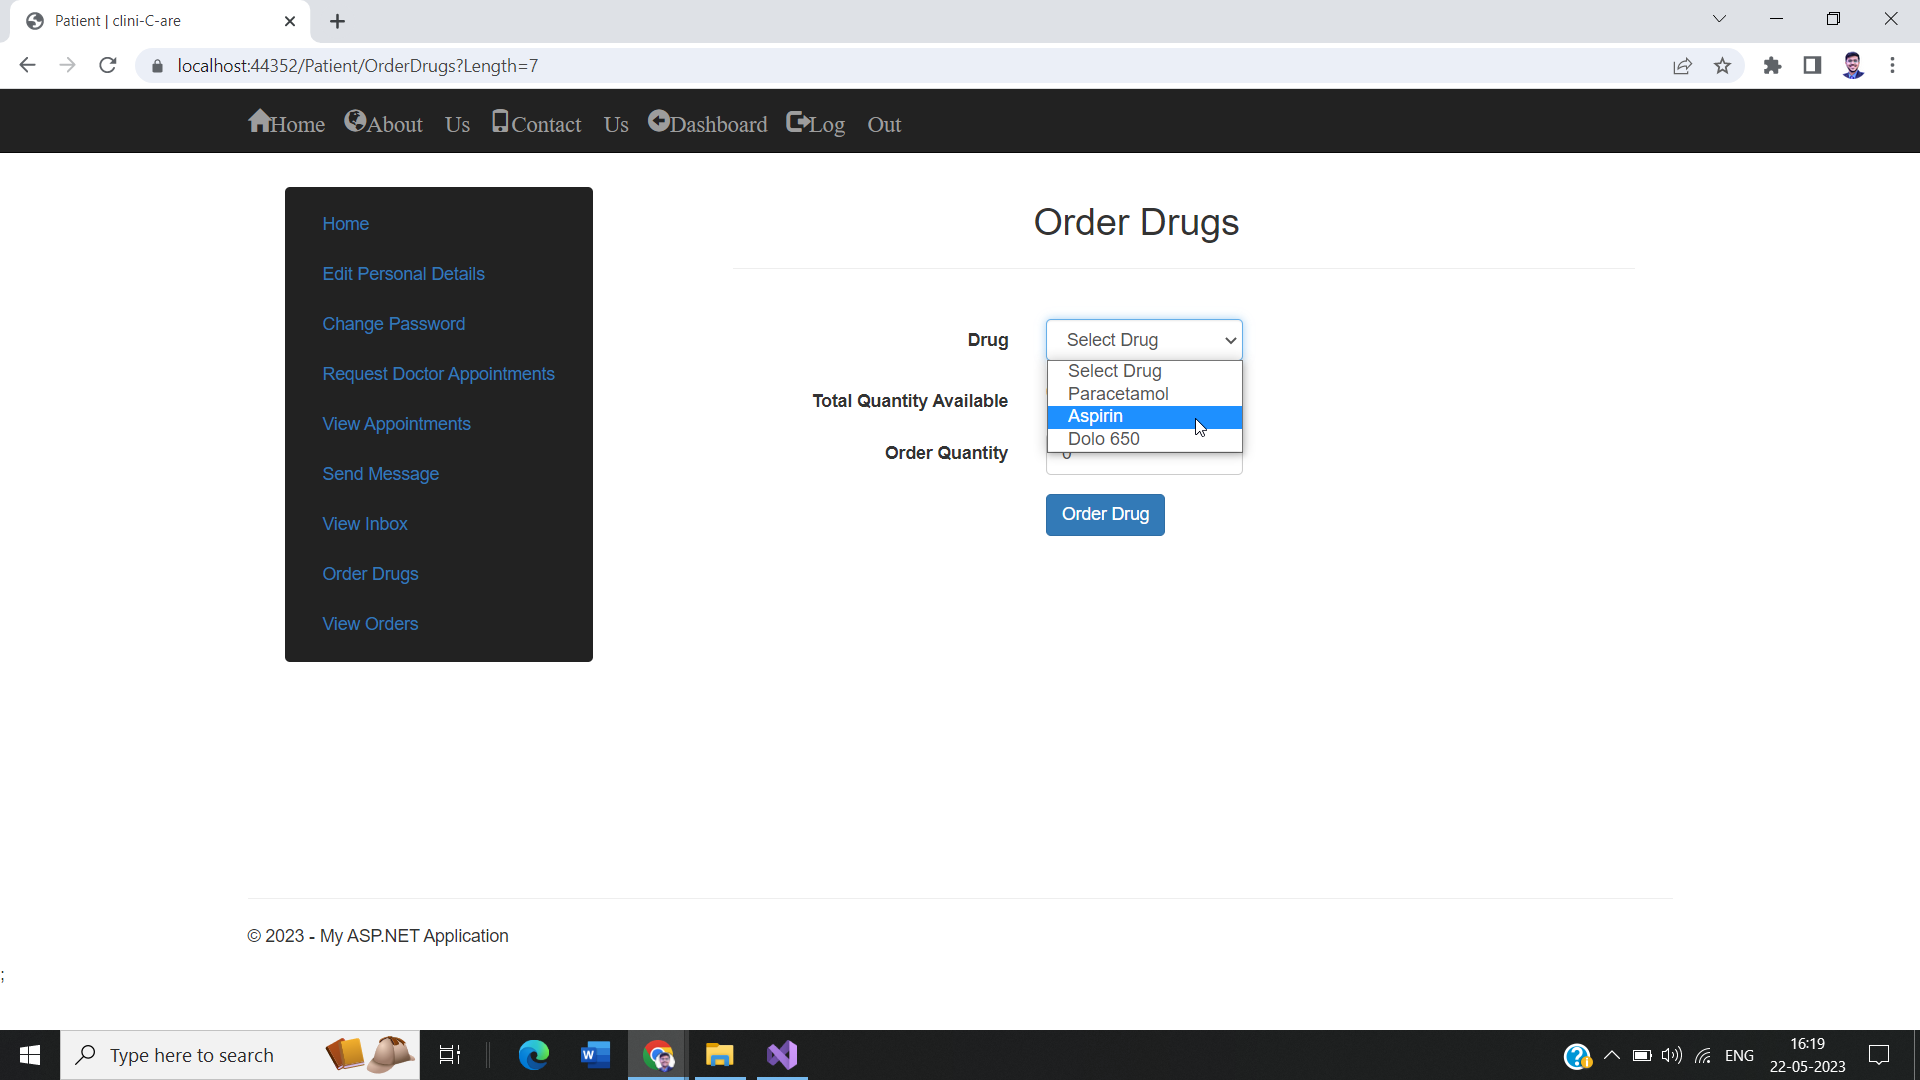 Patient | clini-C-are
localhost:44352/Patient/OrderDrugs?Length=7
Home About Us Contact Us Dashboard Log Out
Home
Edit Personal Details
Change Password
Request Doctor Appointments
View Appointments
Send Message
View Inbox
Order Drugs
View Orders
Order Drugs
Drug
Select Drug
Select Drug
Paracetamol
Aspirin
Dolo 650
Total Quantity Available
Order Quantity
0
Order Drug
© 2023 - My ASP.NET Application
;
Type here to search
ENG
16:19
22-05-2023